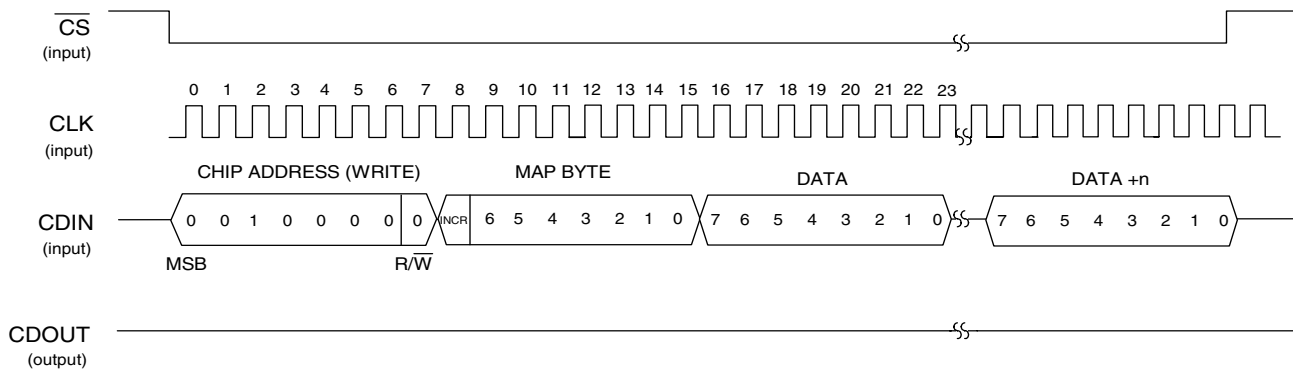 CS
(input)
0 1 2 3 4 5 6 7 8 9 10 11 12 13 14 15 16 17 18 19 20 21 22 23
CLK
(input)
CHIP ADDRESS (WRITE) MAP BYTE DATA DATA +n
CDIN
(input)
0 0 1 0 0 0 0 0 INCR 6 5 4 3 2 1 0 7 6 5 4 3 2 1 0 7 6 5 4 3 2 1 0
MSB R/W
CDOUT
(output)